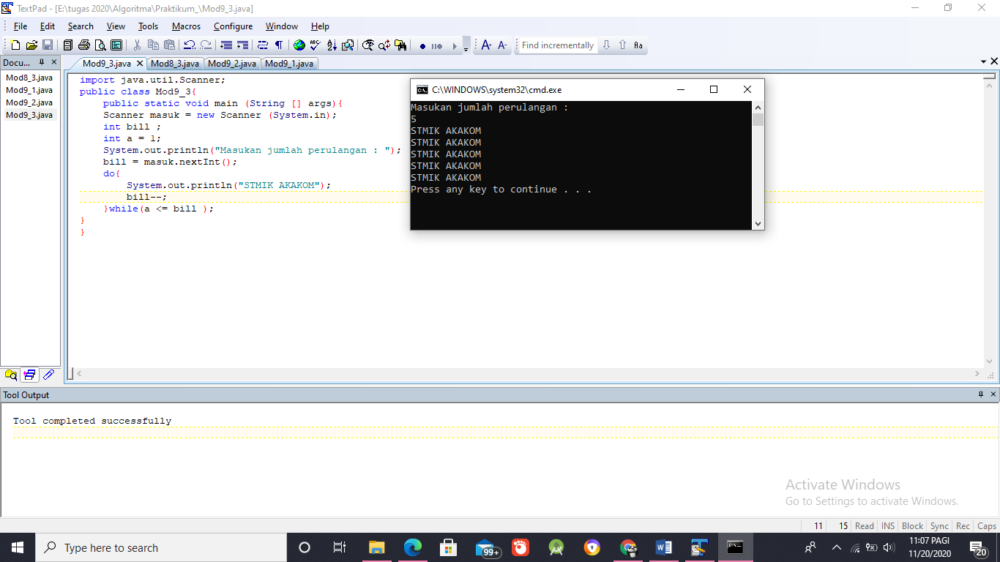 TextPad - [E:\tugas 2020\Algoritma\Praktikum_\Mod9_3.java]
File Edit Search View Tools Macros Configure Window Help
Find incrementally Aa
Docu...
Mod8_3.java
Mod9_1.java
Mod9_2.java
Mod9_3.java
Mod9_3.java Mod8_3.java Mod9_2.java Mod9_1.java
import java.util.Scanner;
public class Mod9_3{
public static void main (String [] args){
Scanner masuk = new Scanner (System.in);
int bill ;
int a = 1;
System.out.println("Masukan jumlah perulangan : ");
bill = masuk.nextInt();
do{
System.out.println("STMIK AKAKOM");
bill--;
}while(a <= bill );
}
}
C:\WINDOWS\system32\cmd.exe
Masukan jumlah perulangan :
5
STMIK AKAKOM
STMIK AKAKOM
STMIK AKAKOM
STMIK AKAKOM
STMIK AKAKOM
Press any key to continue . . .
Tool Output
Tool completed successfully
Activate Windows
Go to Settings to activate Windows.
11 15 Read INS Block Sync Rec Caps
Type here to search
99+
11:07 PAGI
11/20/2020
20